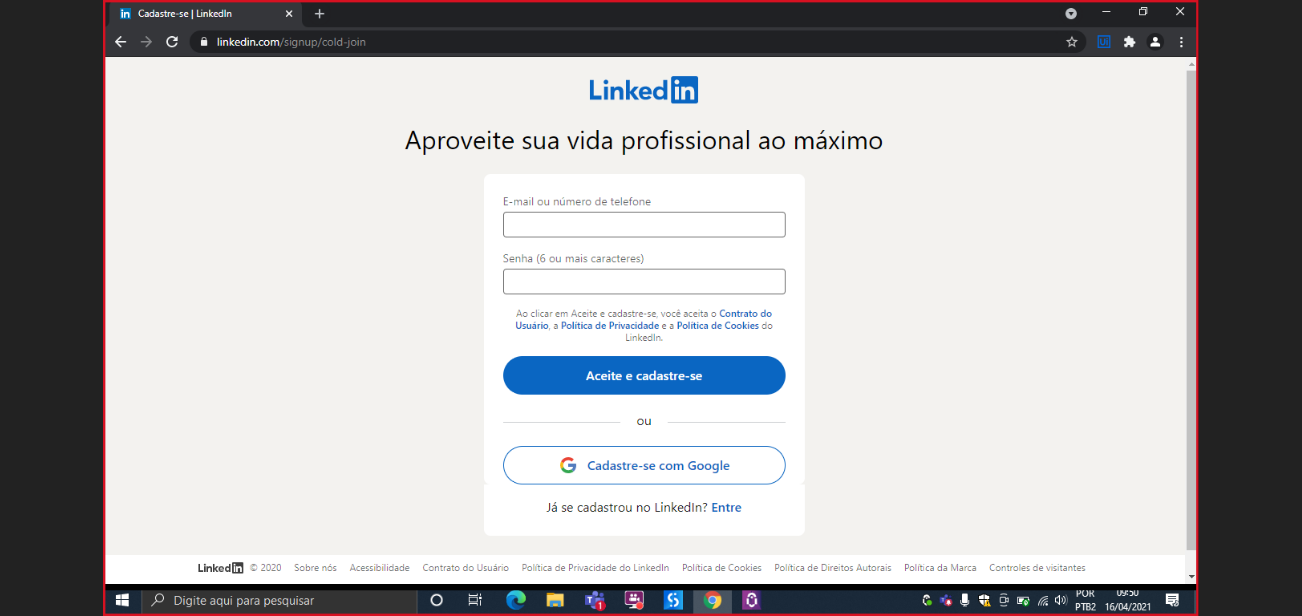 Cadastre-se | LinkedIn
linkedin.com/signup/cold-join
LinkedIn
Aproveite sua vida profissional ao máximo
E-mail ou número de telefone
Senha (6 ou mais caracteres)
Ao clicar em Aceite e cadastre-se, você aceita o Contrato do
Usuário, a Política de Privacidade e a Política de Cookies do
LinkedIn.
Aceite e cadastre-se
ou
Cadastre-se com Google
Já se cadastrou no LinkedIn? Entre
LinkedIn © 2020 Sobre nós Acessibilidade Contrato do Usuário Política de Privacidade do LinkedIn Política de Cookies Política de Direitos Autorais Política da Marca Controles de visitantes
Digite aqui para pesquisar
POR 09:50
PTB2 16/04/2021